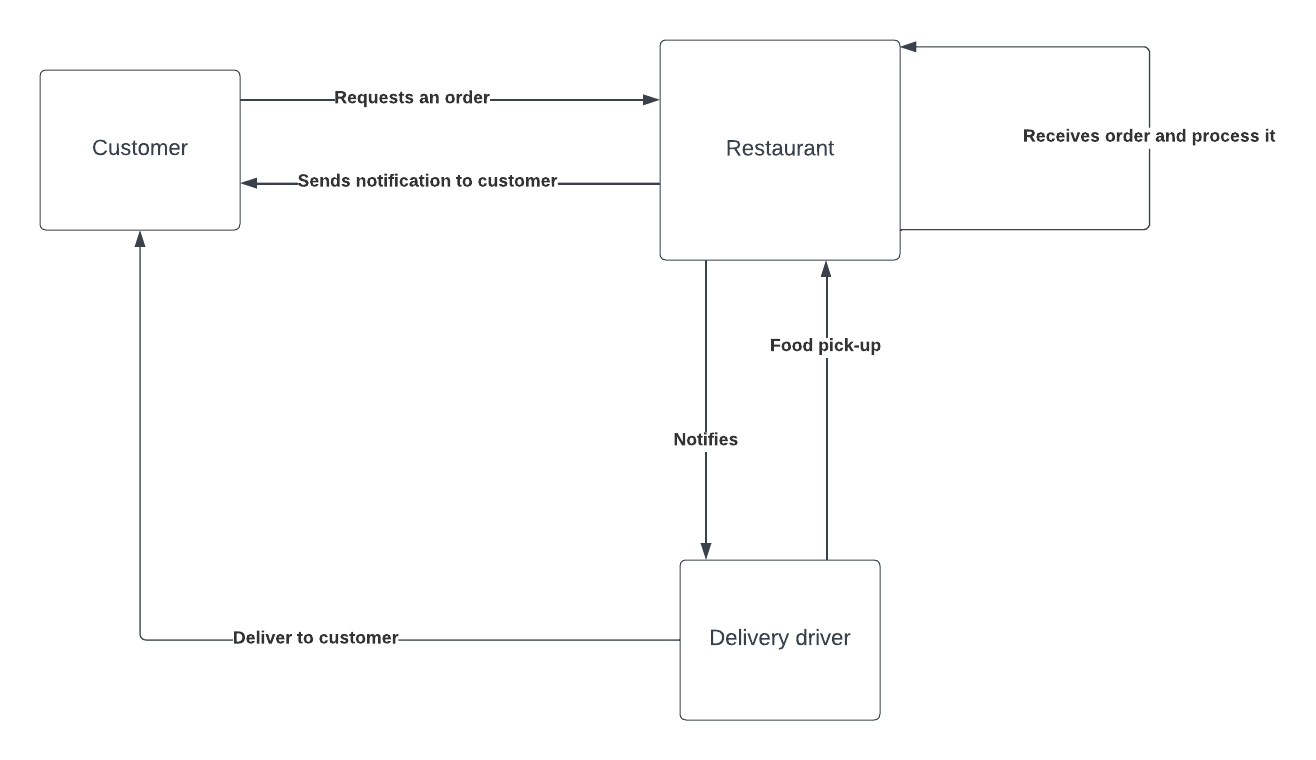 Customer
Requests an order
Sends notification to customer
Restaurant
Receives order and process it
Food pick-up
Notifies
Deliver to customer
Delivery driver